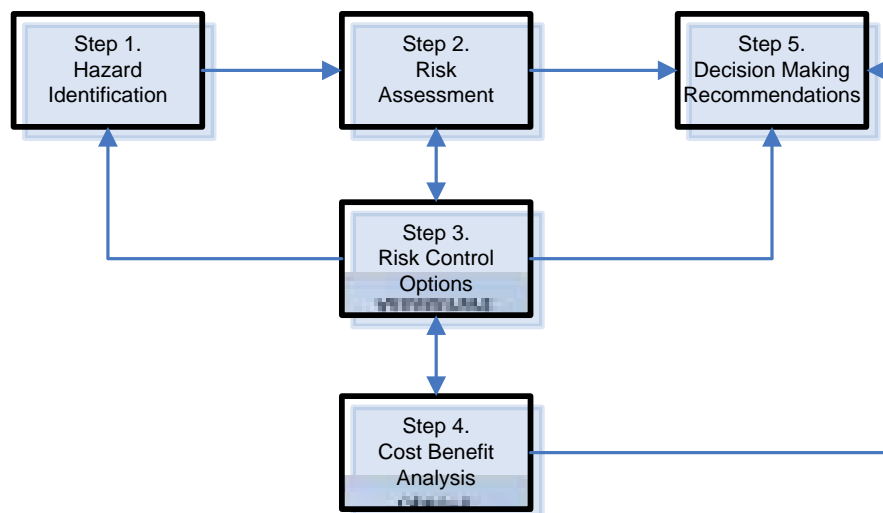 Step 1.
Hazard
Identification
Step 2.
Risk
Assessment
Step 5.
Decision Making
Recommendations
Step 3.
Risk Control
Options
Step 4.
Cost Benefit
Analysis